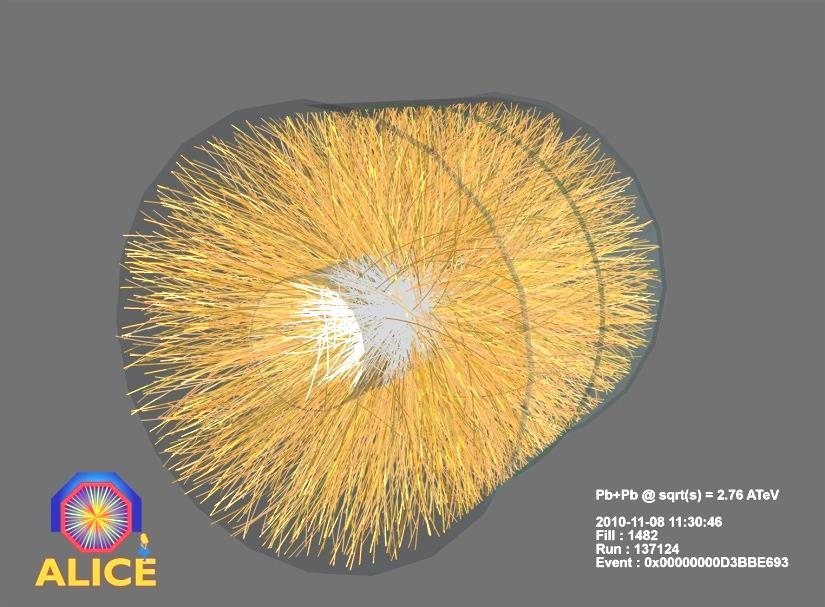 Pb+Pb @ sqrt(s) = 2.76 ATeV
2010-11-08 11:30:46
Fill : 1482
Run : 137124
Event : 0x00000000D3BBE693
ALICE